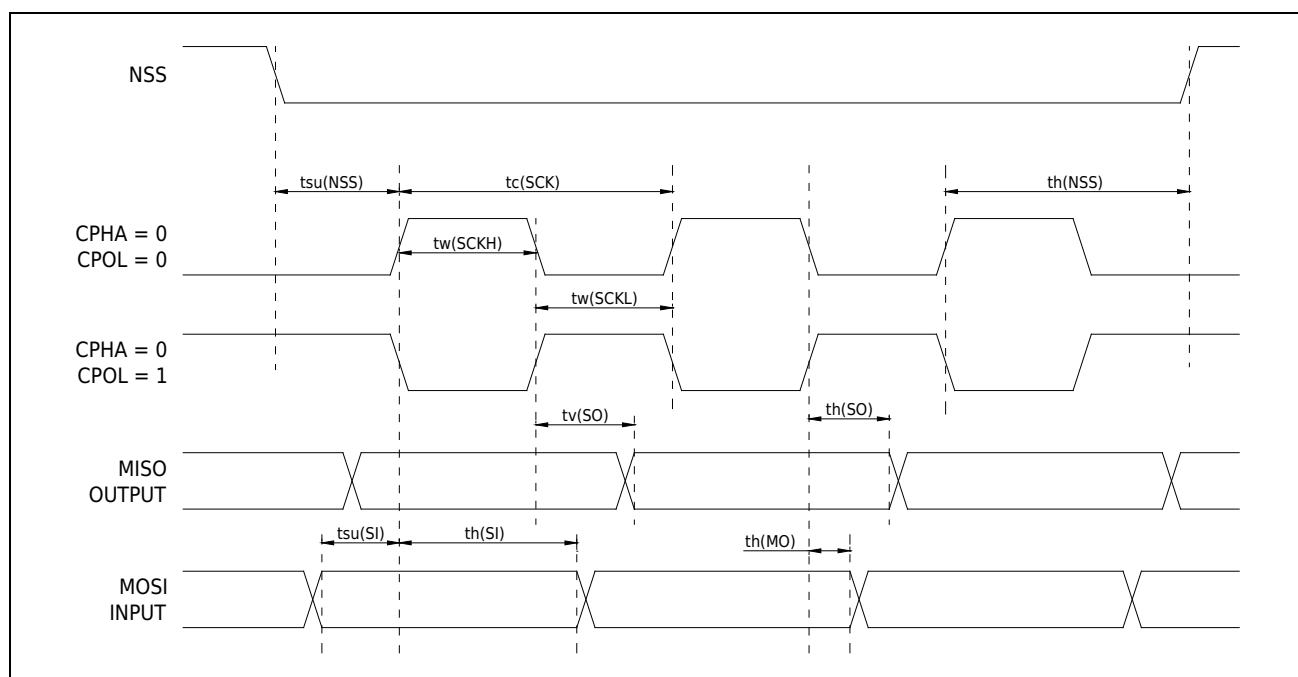 NSS
tsu(NSS)
tc(SCK)
th(NSS)
CPHA = 0
CPOL = 0
tw(SCKH)
tw(SCKL)
CPHA = 0
CPOL = 1
tv(SO)
th(SO)
MISO
OUTPUT
tsu(SI)
th(SI)
th(MO)
MOSI
INPUT